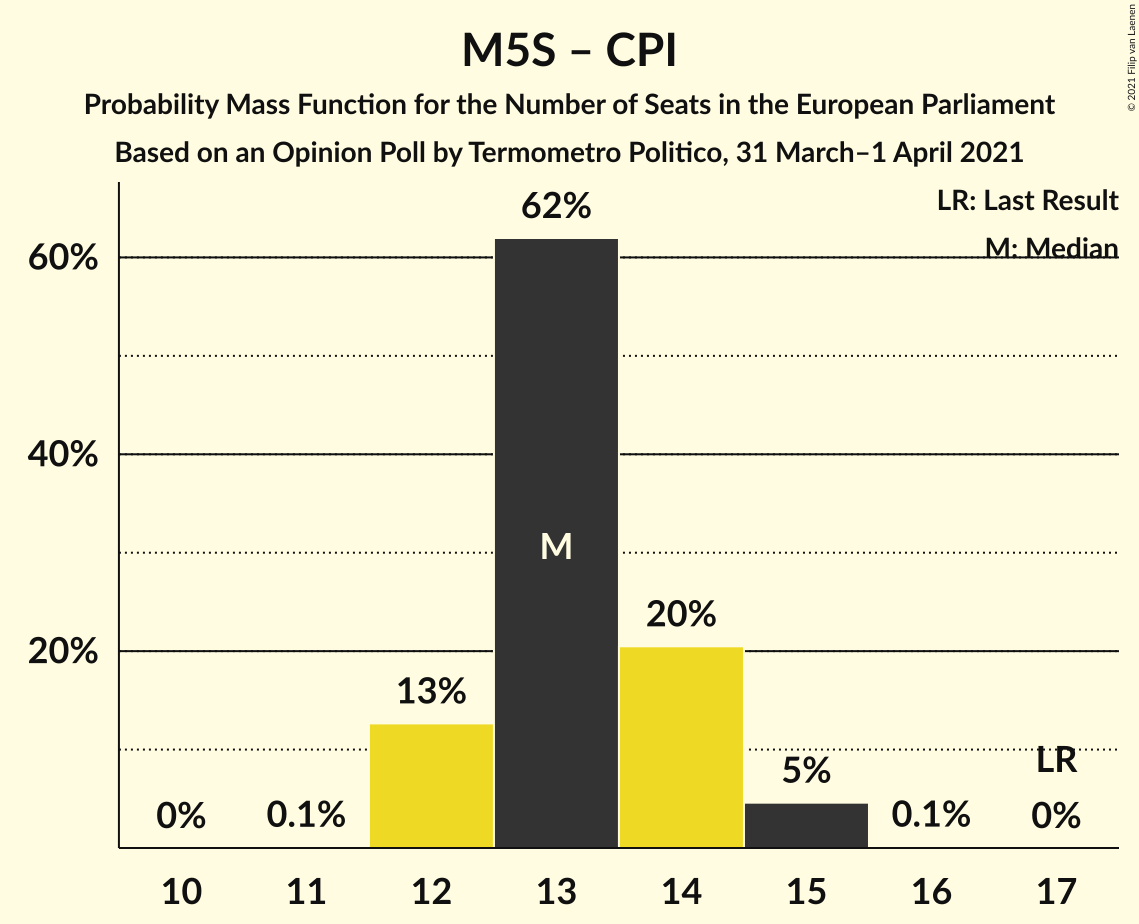 M5S – CPI
Probability Mass Function for the Number of Seats in the European Parliament
Based on an Opinion Poll by Termometro Politico, 31 March–1 April 2021
© 2021 Filip van Laenen
LR: Last Result
M: Median
62%
60%
40%
M
20%
20%
13%
LR
5%
0%
0.1%
0.1%
0%
10 11 12 13 14 15 16 17